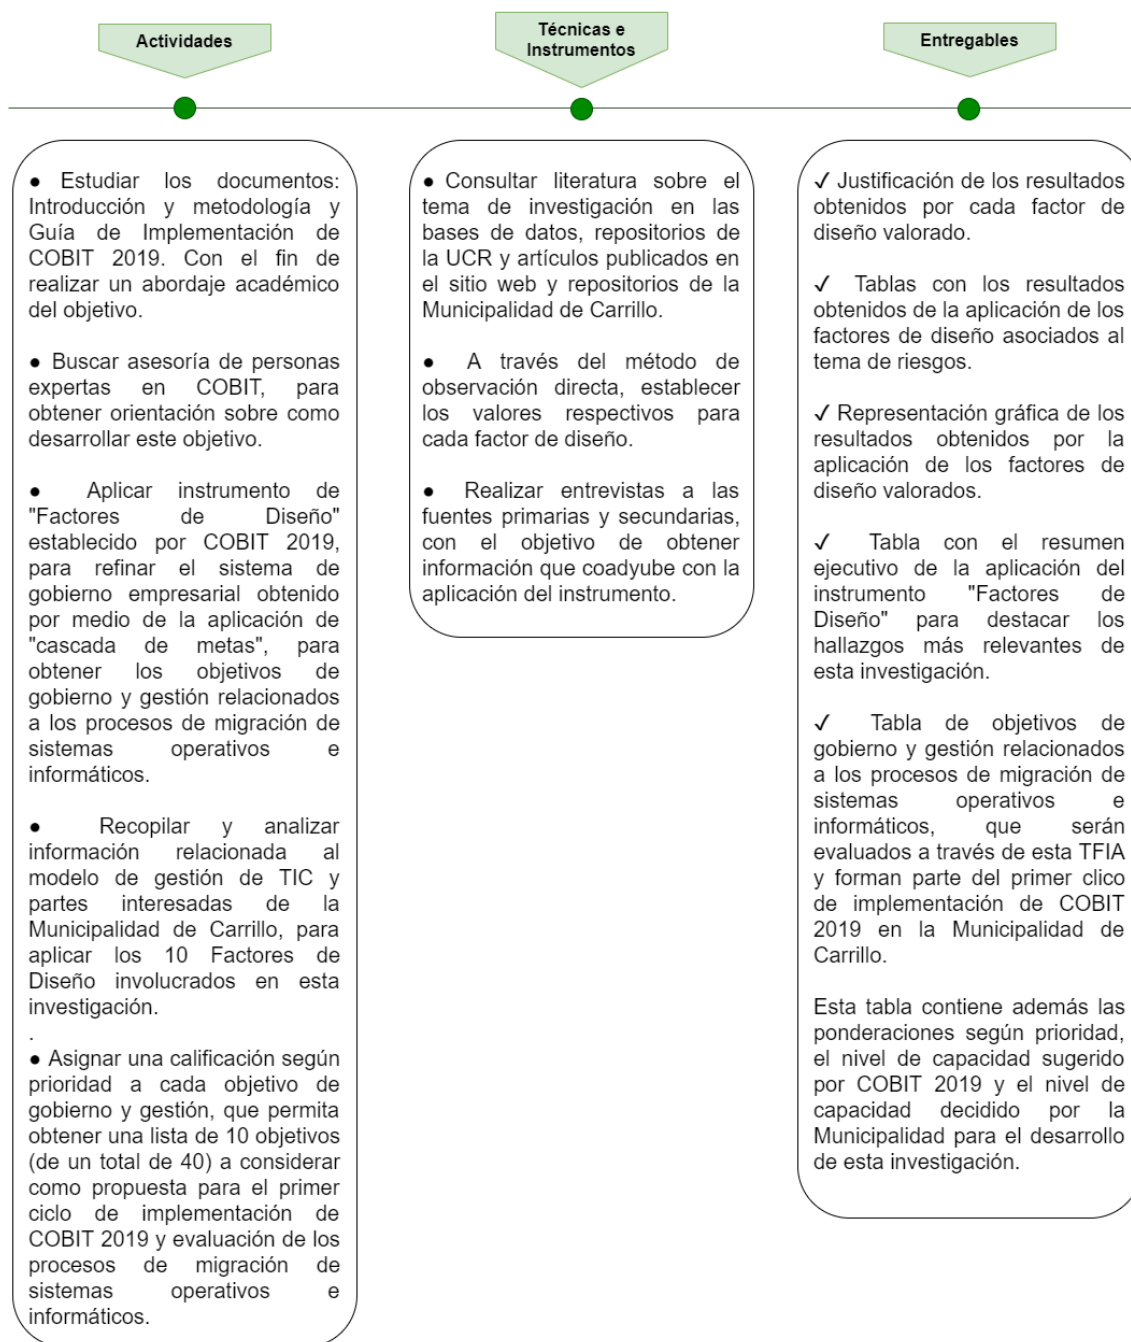 Actividades
Técnicas e
Instrumentos
Entregables
● Estudiar los documentos:
Introducción y metodología y
Guía de Implementación de
COBIT 2019. Con el fin de
realizar un abordaje académico
del objetivo.
● Buscar asesoría de personas
expertas en COBIT, para
obtener orientación sobre como
desarrollar este objetivo.
● Aplicar instrumento de
"Factores de Diseño"
establecido por COBIT 2019,
para refinar el sistema de
gobierno empresarial obtenido
por medio de la aplicación de
"cascada de metas", para
obtener los objetivos de
gobierno y gestión relacionados
a los procesos de migración de
sistemas operativos e
informáticos.
● Recopilar y analizar
información relacionada al
modelo de gestión de TIC y
partes interesadas de la
Municipalidad de Carrillo, para
aplicar los 10 Factores de
Diseño involucrados en esta
investigación.
.
● Asignar una calificación según
prioridad a cada objetivo de
gobierno y gestión, que permita
obtener una lista de 10 objetivos
(de un total de 40) a considerar
como propuesta para el primer
ciclo de implementación de
COBIT 2019 y evaluación de los
procesos de migración de
sistemas operativos e
informáticos.
● Consultar literatura sobre el
tema de investigación en las
bases de datos, repositorios de
la UCR y artículos publicados en
el sitio web y repositorios de la
Municipalidad de Carrillo.
● A través del método de
observación directa, establecer
los valores respectivos para
cada factor de diseño.
● Realizar entrevistas a las
fuentes primarias y secundarias,
con el objetivo de obtener
información que coadyube con la
aplicación del instrumento.
✓ Justificación de los resultados
obtenidos por cada factor de
diseño valorado.
✓ Tablas con los resultados
obtenidos de la aplicación de los
factores de diseño asociados al
tema de riesgos.
✓ Representación gráfica de los
resultados obtenidos por la
aplicación de los factores de
diseño valorados.
✓ Tabla con el resumen
ejecutivo de la aplicación del
instrumento "Factores de
Diseño" para destacar los
hallazgos más relevantes de
esta investigación.
✓ Tabla de objetivos de
gobierno y gestión relacionados
a los procesos de migración de
sistemas operativos e
informáticos, que serán
evaluados a través de esta TFIA
y forman parte del primer clico
de implementación de COBIT
2019 en la Municipalidad de
Carrillo.
Esta tabla contiene además las
ponderaciones según prioridad,
el nivel de capacidad sugerido
por COBIT 2019 y el nivel de
capacidad decidido por la
Municipalidad para el desarrollo
de esta investigación.